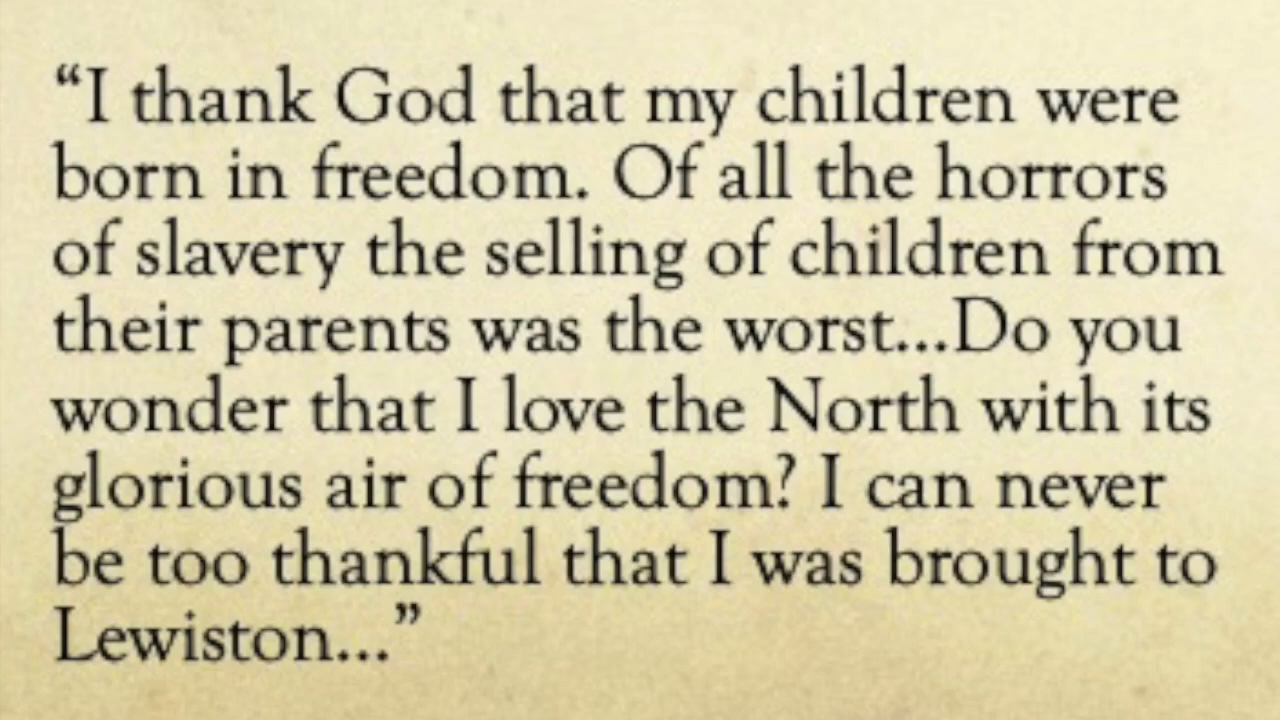 “I thank God that my children were
born in freedom. Of all the horrors
of slavery the selling of children from
their parents was the worst...Do you
wonder that I love the North with its
glorious air of freedom? I can never
be too thankful that I was brought to
Lewiston...”